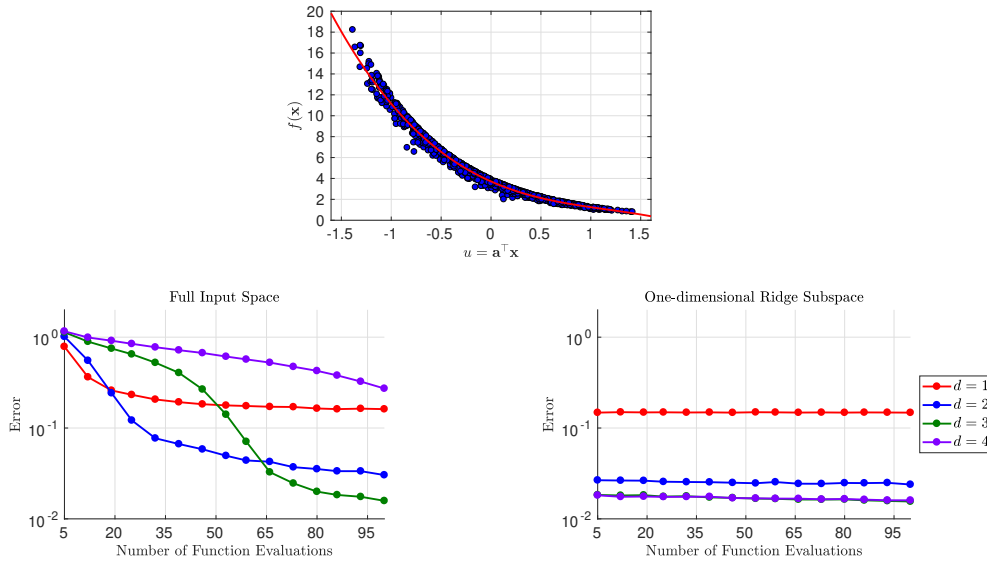 20
18
16
14
12
10
8
6
4
2
0
f(x)
-1.5 -1 -0.5 0 0.5 1 1.5
u = a⊤x
Full Input Space
10^0
10^-1
10^-2
Error
5 20 35 50 65 80 95
Number of Function Evaluations
One-dimensional Ridge Subspace
10^0
10^-1
10^-2
Error
5 20 35 50 65 80 95
Number of Function Evaluations
d = 1
d = 2
d = 3
d = 4